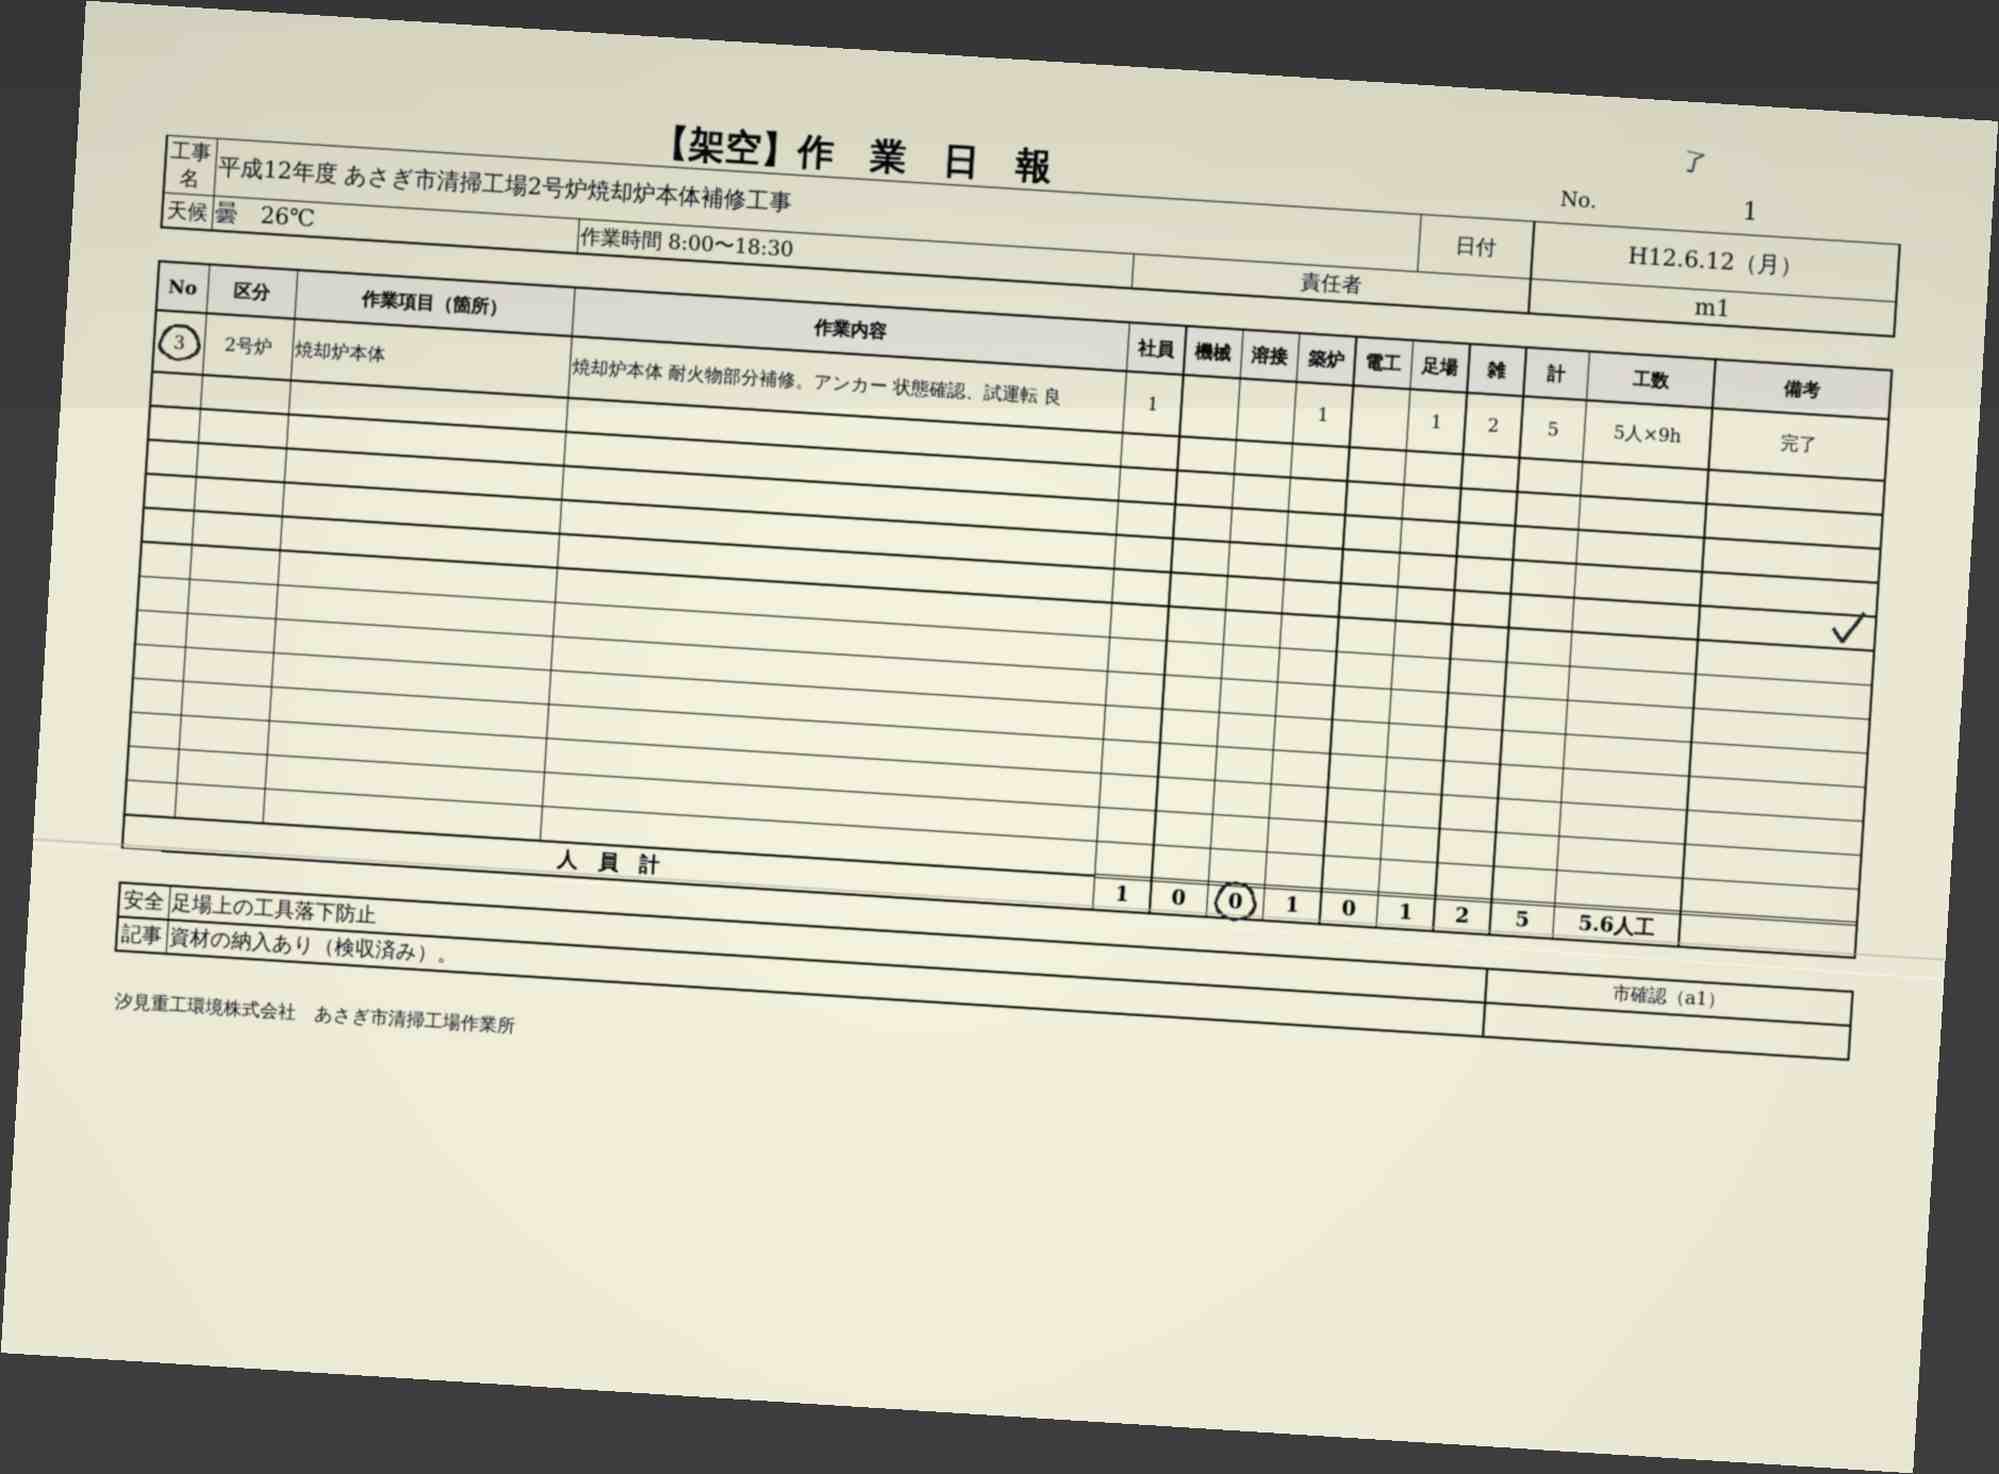 【架空】作 業 日 報
了
No. 1
工事名 平成12年度 あさぎ市清掃工場2号炉焼却炉本体補修工事 日付 H12.6.12（月）
天候 曇 26℃ 作業時間 8:00〜18:30 責任者 m1
No 区分 作業項目（箇所） 作業内容 社員 機械 溶接 築炉 電工 足場 雑 計 工数 備考
3 2号炉 焼却炉本体 焼却炉本体 耐火物部分補修。アンカー 状態確認、試運転 良 1 1 1 2 5 5人×9h 完了
✓
人 員 計 1 0 0 1 0 1 2 5 5.6人工
安全 足場上の工具落下防止 市確認（a1）
記事 資材の納入あり（検収済み）。
汐見重工環境株式会社 あさぎ市清掃工場作業所